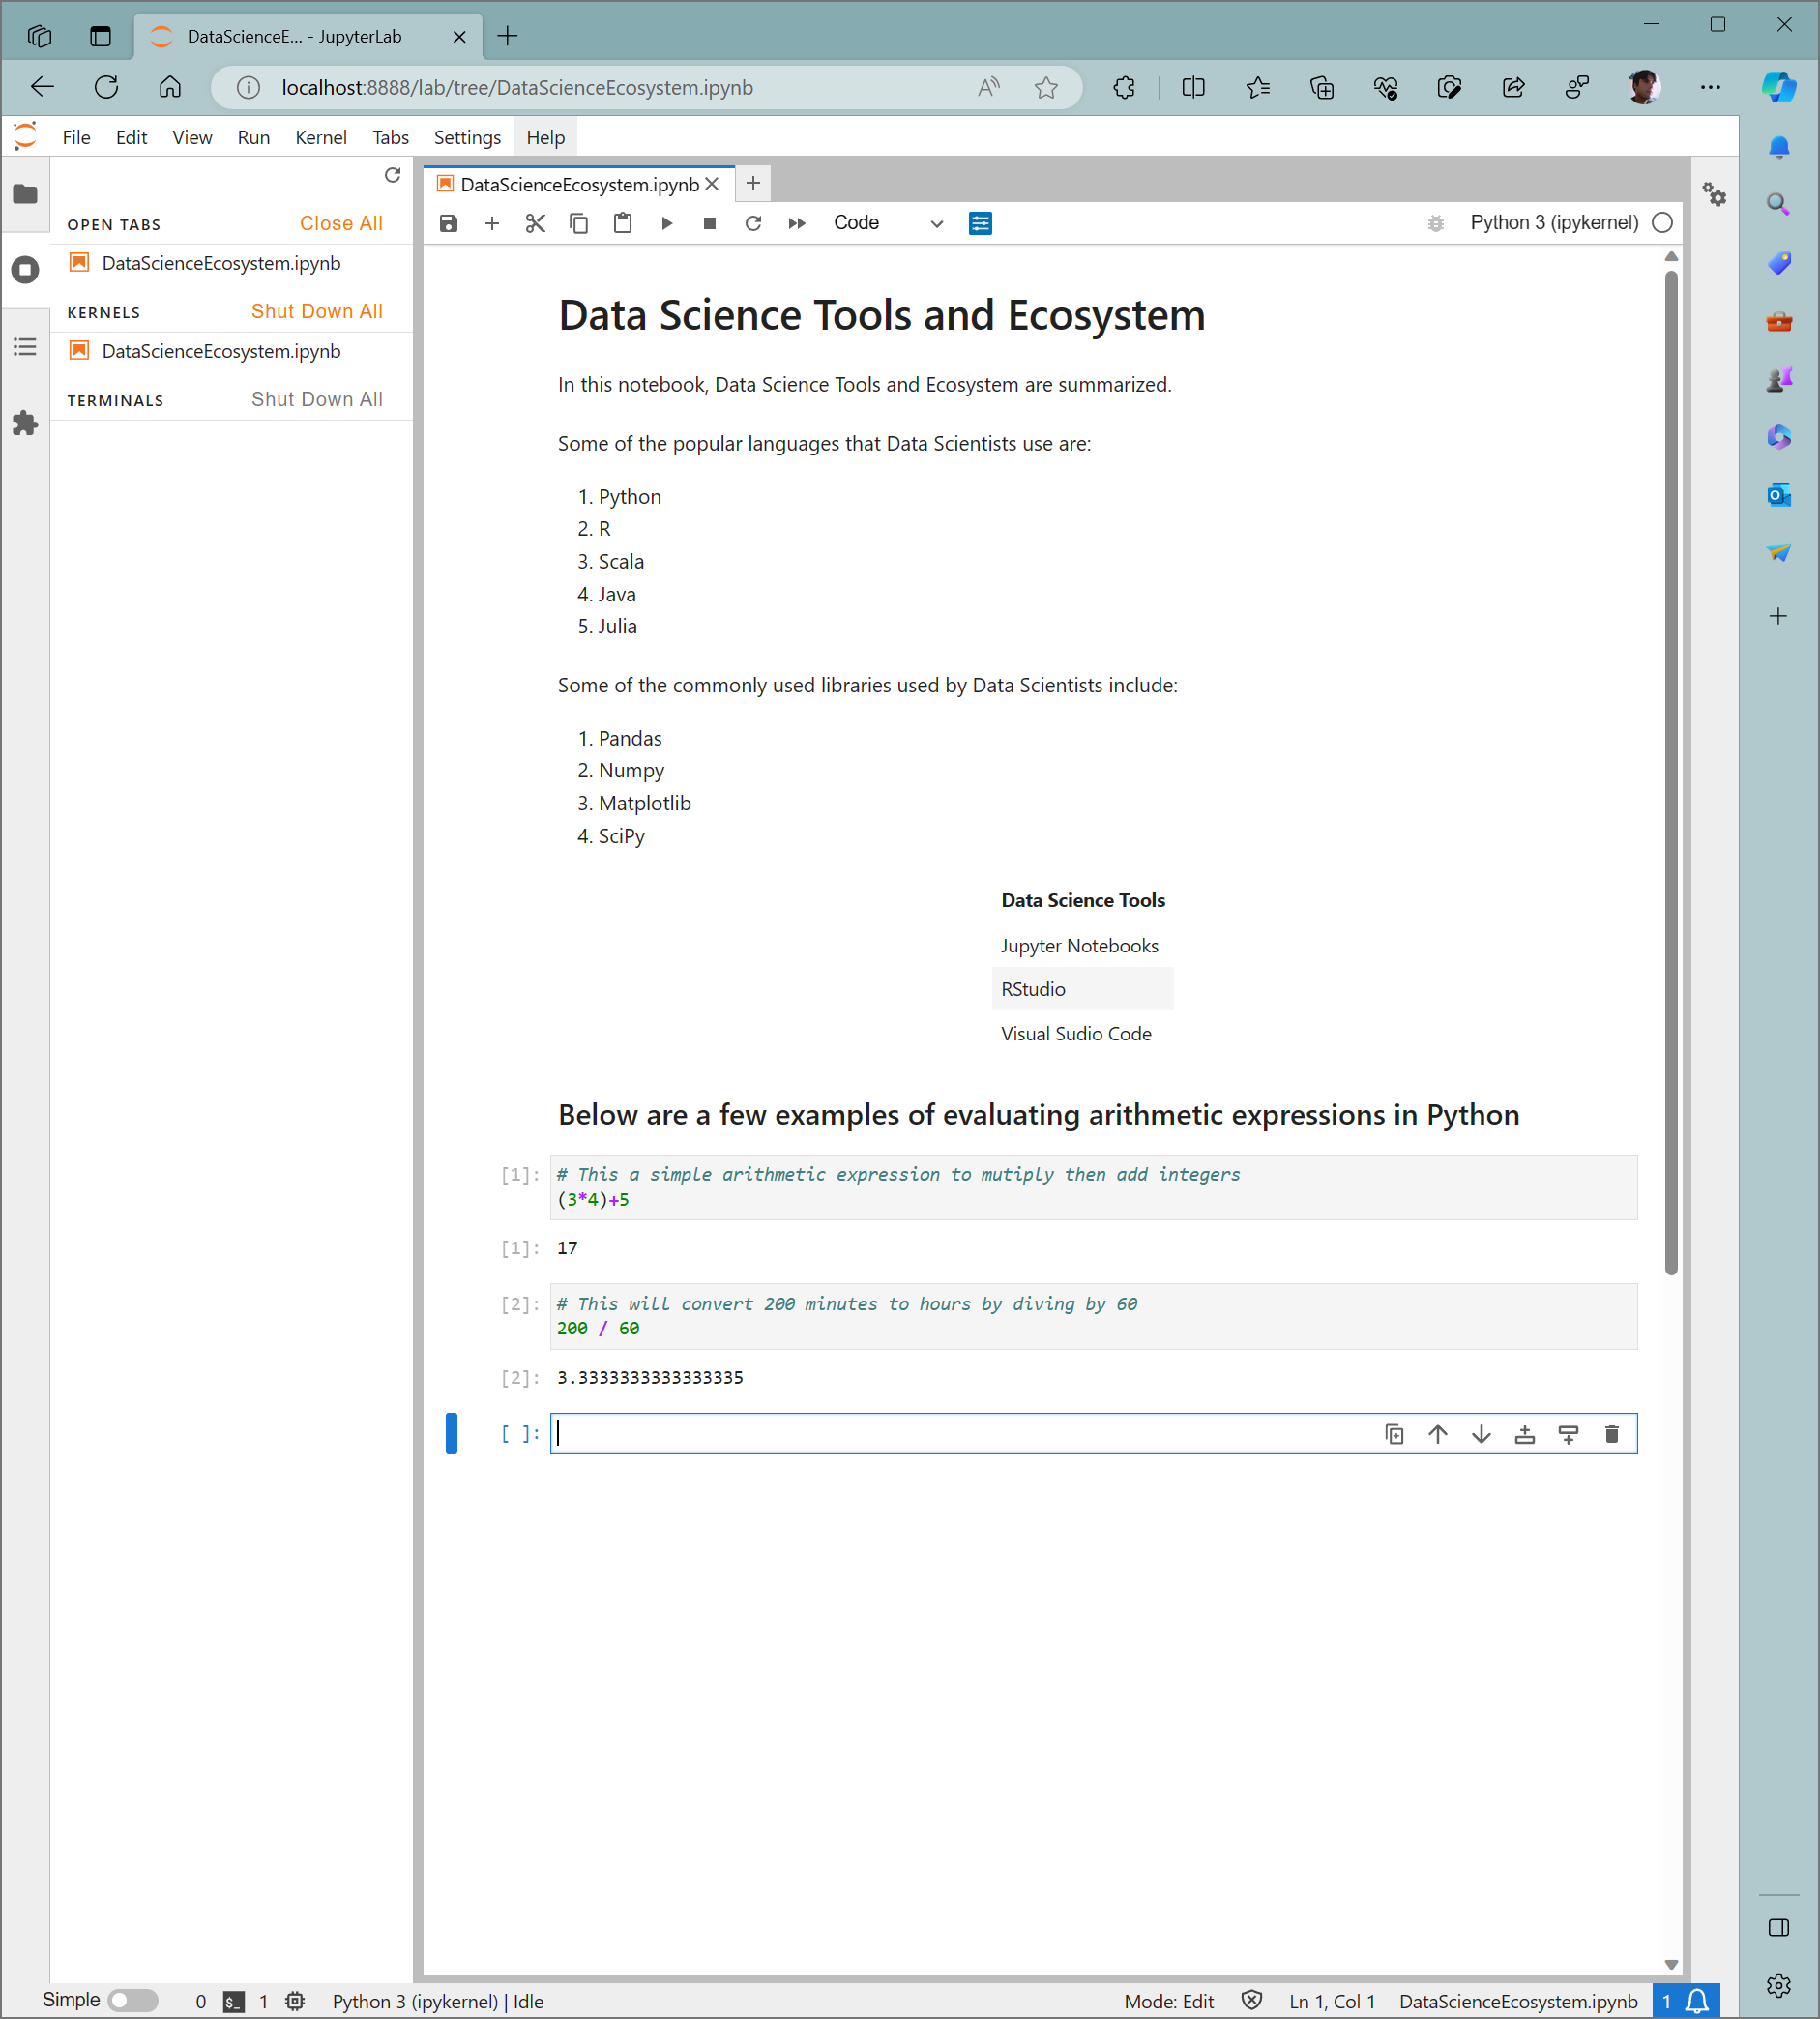 DataScienceE... - JupyterLab
localhost:8888/lab/tree/DataScienceEcosystem.ipynb
File Edit View Run Kernel Tabs Settings Help
OPEN TABS Close All
DataScienceEcosystem.ipynb
KERNELS Shut Down All
DataScienceEcosystem.ipynb
TERMINALS Shut Down All
DataScienceEcosystem.ipynb
Code Python 3 (ipykernel)
Data Science Tools and Ecosystem
In this notebook, Data Science Tools and Ecosystem are summarized.
Some of the popular languages that Data Scientists use are:
1. Python
2. R
3. Scala
4. Java
5. Julia
Some of the commonly used libraries used by Data Scientists include:
1. Pandas
2. Numpy
3. Matplotlib
4. SciPy
Data Science Tools
Jupyter Notebooks
RStudio
Visual Sudio Code
Below are a few examples of evaluating arithmetic expressions in Python
[1]: # This a simple arithmetic expression to mutiply then add integers
(3*4)+5
[1]: 17
[2]: # This will convert 200 minutes to hours by diving by 60
200 / 60
[2]: 3.3333333333333335
[ ]:
Simple 0 $_ 1 Python 3 (ipykernel) | Idle Mode: Edit Ln 1, Col 1 DataScienceEcosystem.ipynb 1